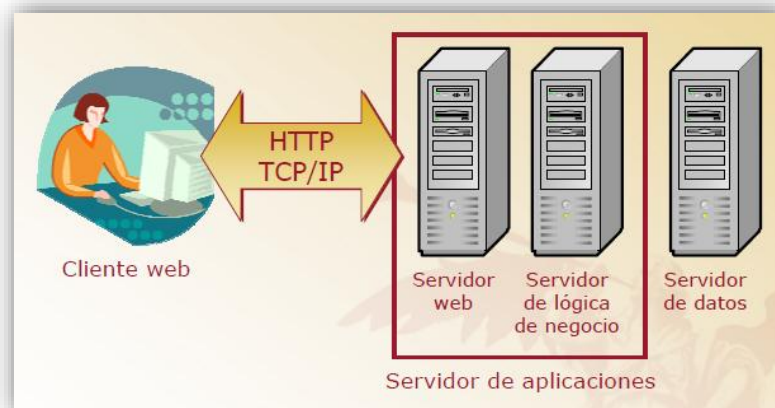 HTTP
TCP/IP
Cliente web
Servidor
web
Servidor
de lógica
de negocio
Servidor
de datos
Servidor de aplicaciones